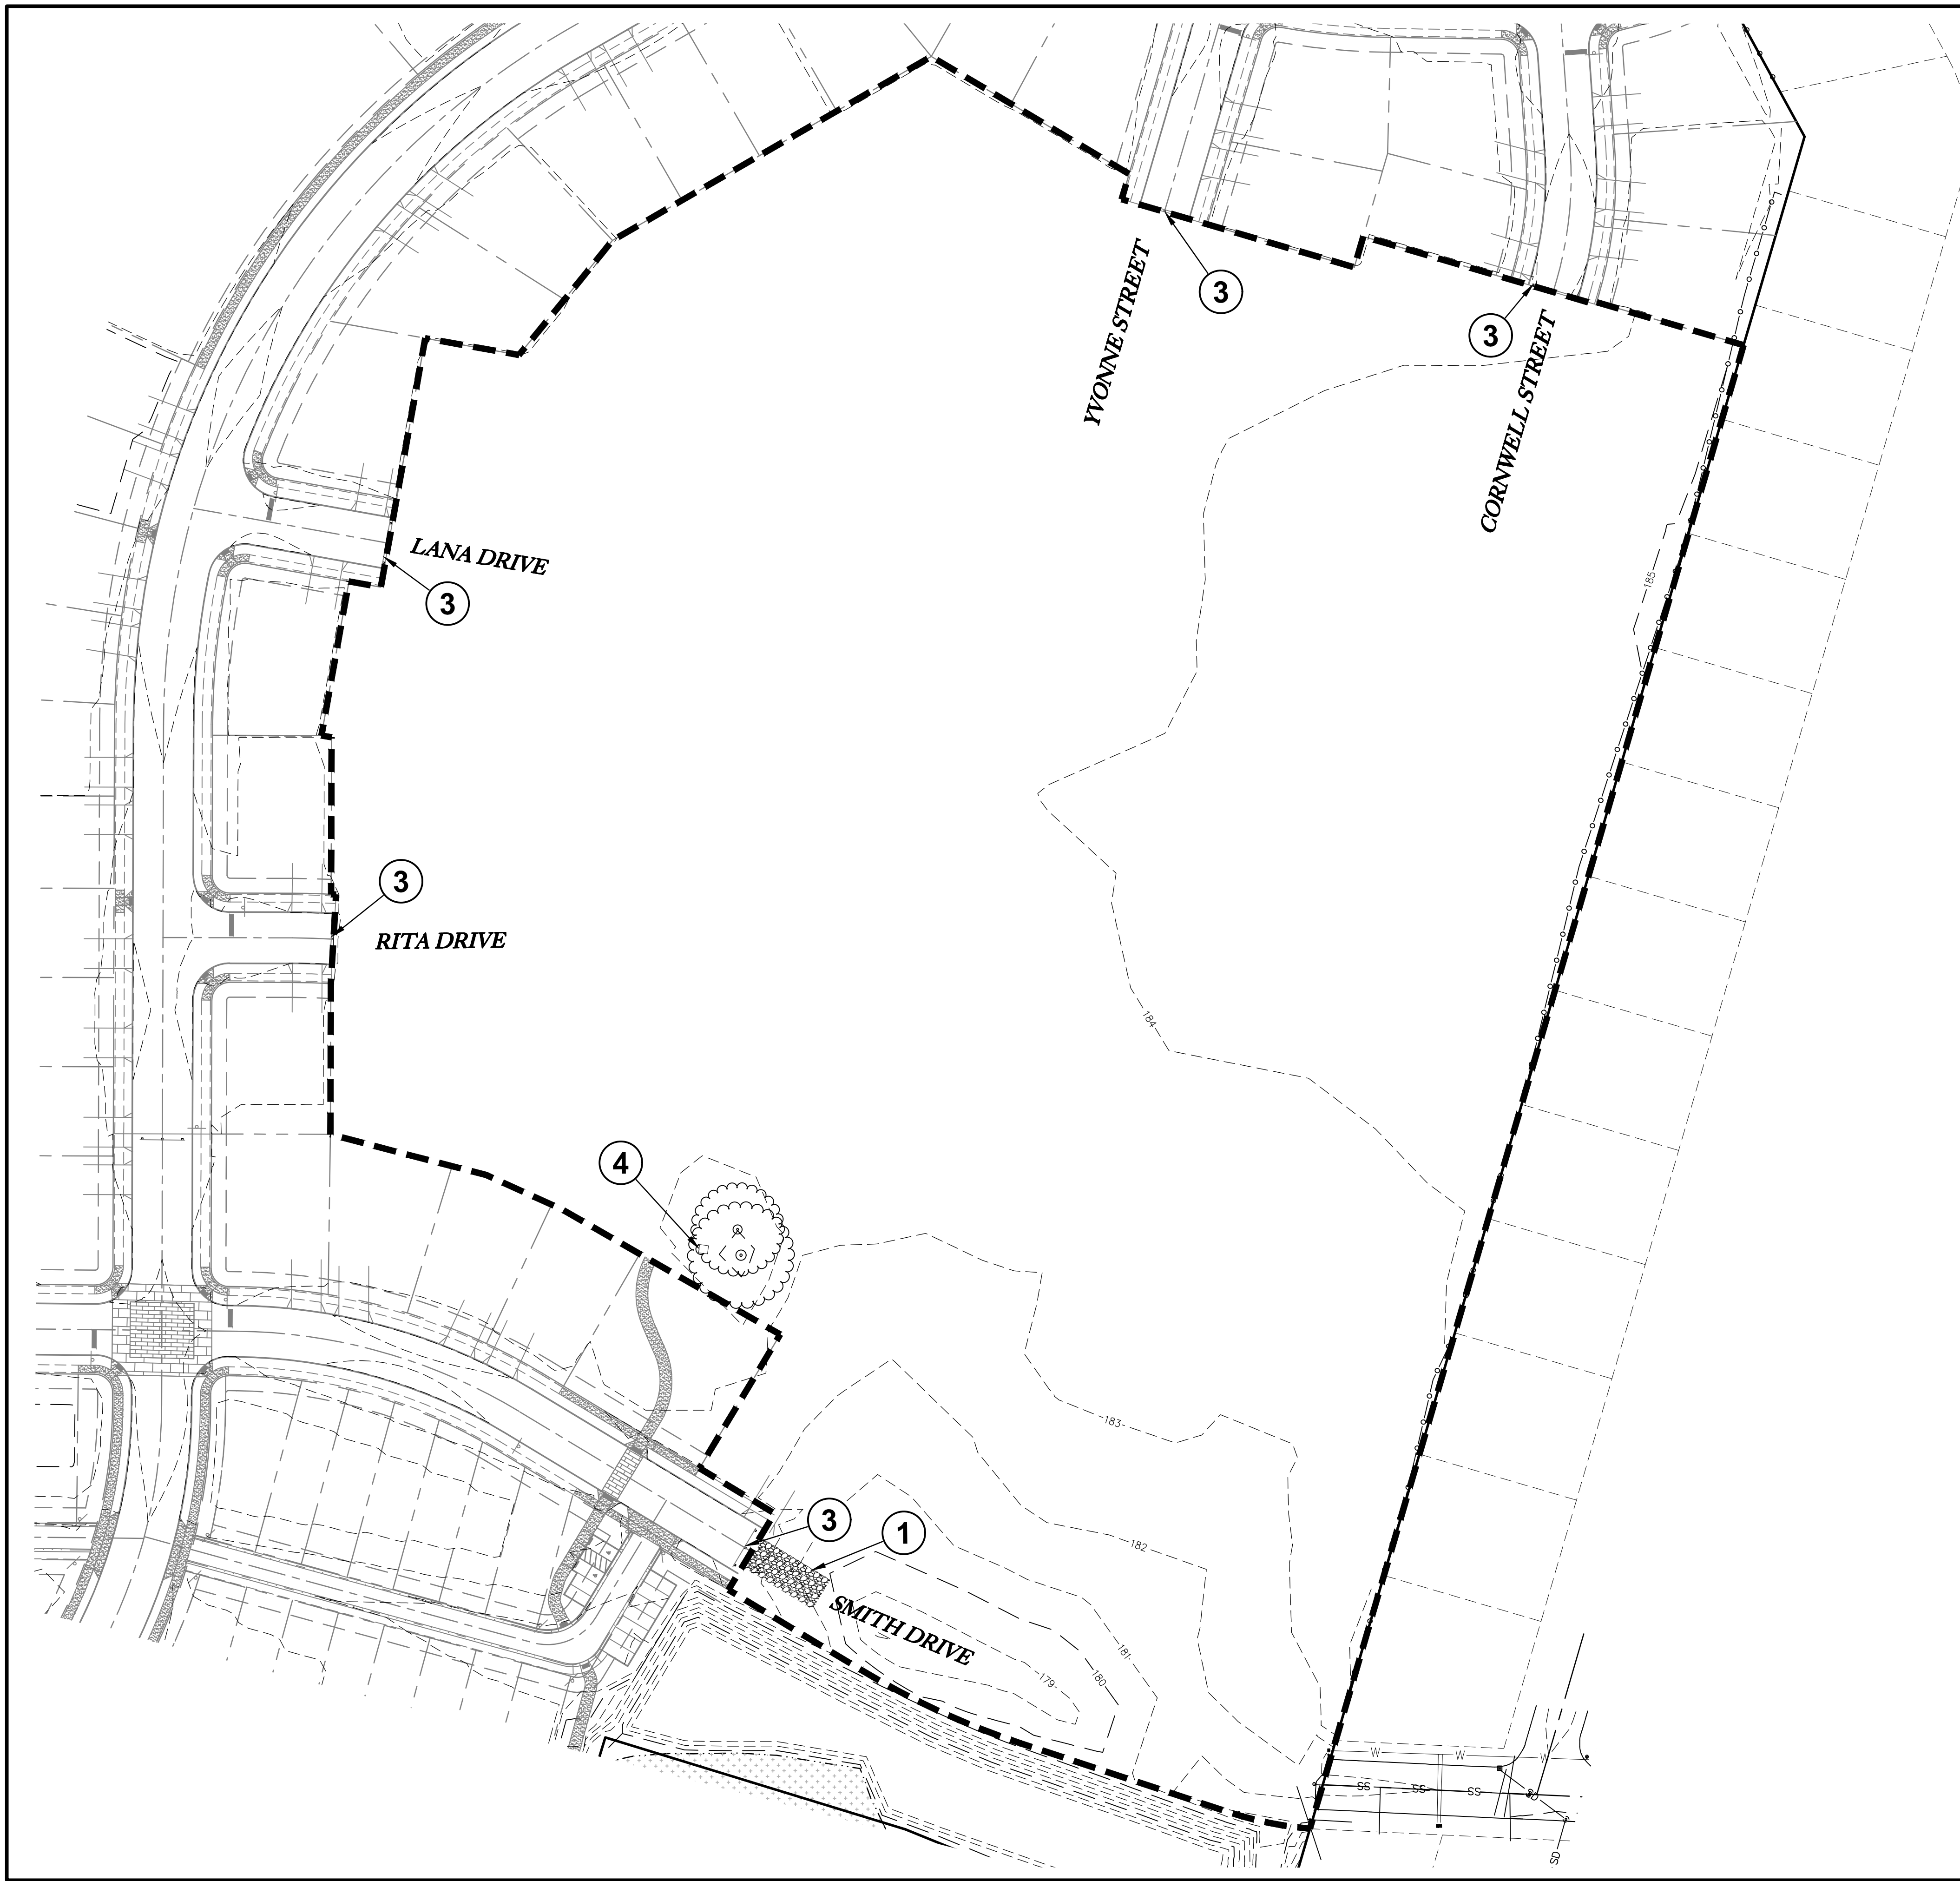 3
YVONNE STREET
3
CORNWELL STREET
LANA DRIVE
3
185
3
RITA DRIVE
184
4
183
3
1
182
SMITH DRIVE
181
180
179
W
W
W
SS
SS
SS
SD
SD